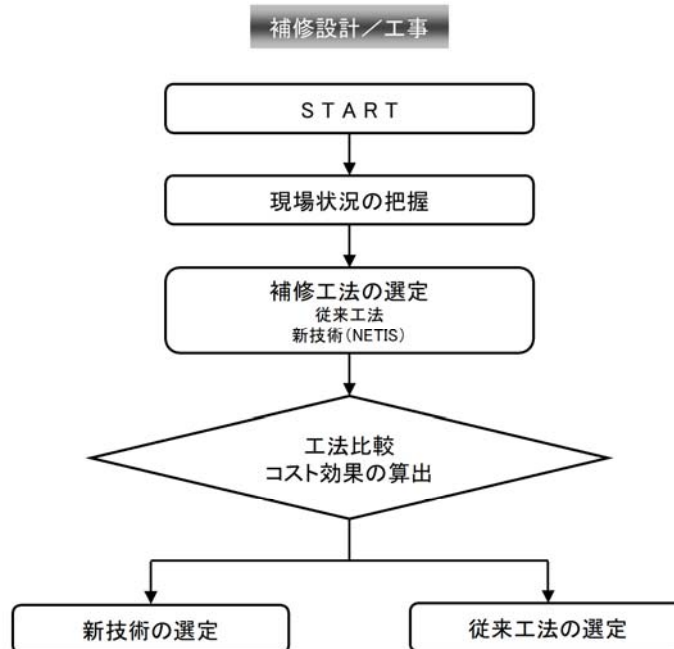 補修設計／工事
START
現場状況の把握
補修工法の選定
従来工法
新技術(NETIS)
工法比較
コスト効果の算出
新技術の選定
従来工法の選定